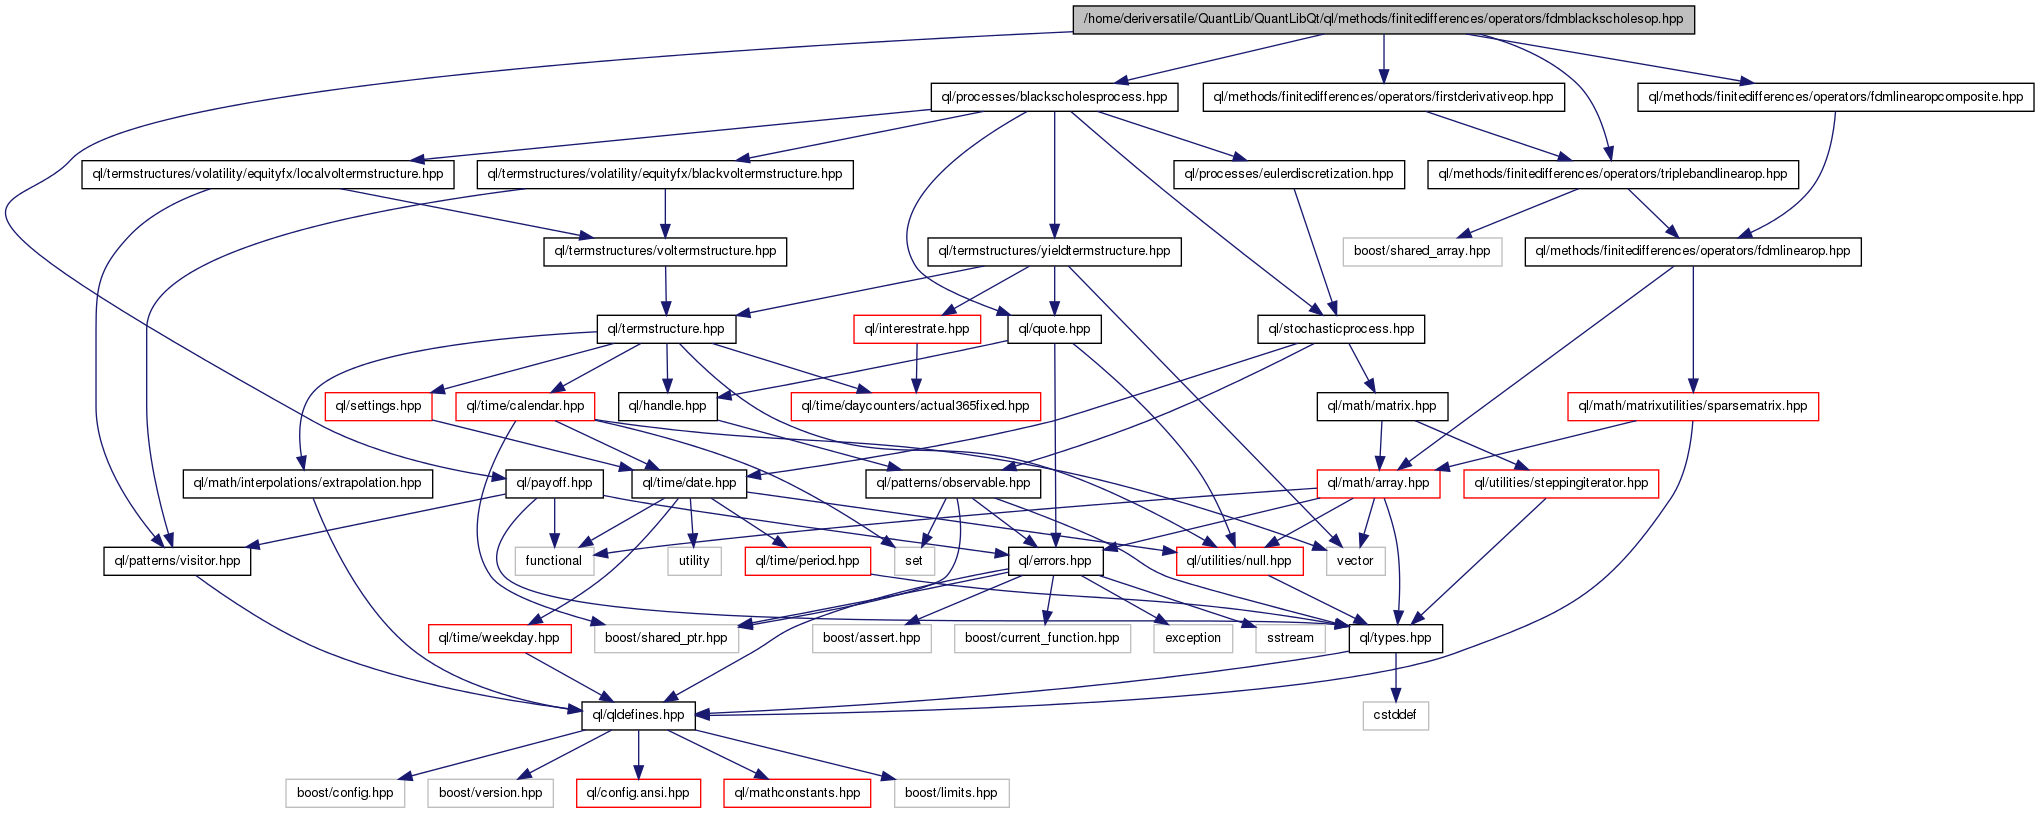 /home/deriversatile/QuantLib/QuantLibQt/ql/methods/finitedifferences/operators/fdmblackscholesop.hpp
ql/processes/blackscholesprocess.hpp
ql/methods/finitedifferences/operators/firstderivativeop.hpp
ql/methods/finitedifferences/operators/fdmlinearopcomposite.hpp
ql/termstructures/volatility/equityfx/localvoltermstructure.hpp
ql/termstructures/volatility/equityfx/blackvoltermstructure.hpp
ql/processes/eulerdiscretization.hpp
ql/methods/finitedifferences/operators/triplebandlinearop.hpp
ql/termstructures/voltermstructure.hpp
ql/termstructures/yieldtermstructure.hpp
boost/shared_array.hpp
ql/methods/finitedifferences/operators/fdmlinearop.hpp
ql/termstructure.hpp
ql/interestrate.hpp
ql/quote.hpp
ql/stochasticprocess.hpp
ql/settings.hpp
ql/time/calendar.hpp
ql/handle.hpp
ql/time/daycounters/actual365fixed.hpp
ql/math/matrix.hpp
ql/math/matrixutilities/sparsematrix.hpp
ql/math/interpolations/extrapolation.hpp
ql/payoff.hpp
ql/time/date.hpp
ql/patterns/observable.hpp
ql/math/array.hpp
ql/utilities/steppingiterator.hpp
ql/patterns/visitor.hpp
functional
utility
ql/time/period.hpp
set
ql/errors.hpp
ql/utilities/null.hpp
vector
ql/time/weekday.hpp
boost/shared_ptr.hpp
boost/assert.hpp
boost/current_function.hpp
exception
sstream
ql/types.hpp
ql/qldefines.hpp
cstddef
boost/config.hpp
boost/version.hpp
ql/config.ansi.hpp
ql/mathconstants.hpp
boost/limits.hpp